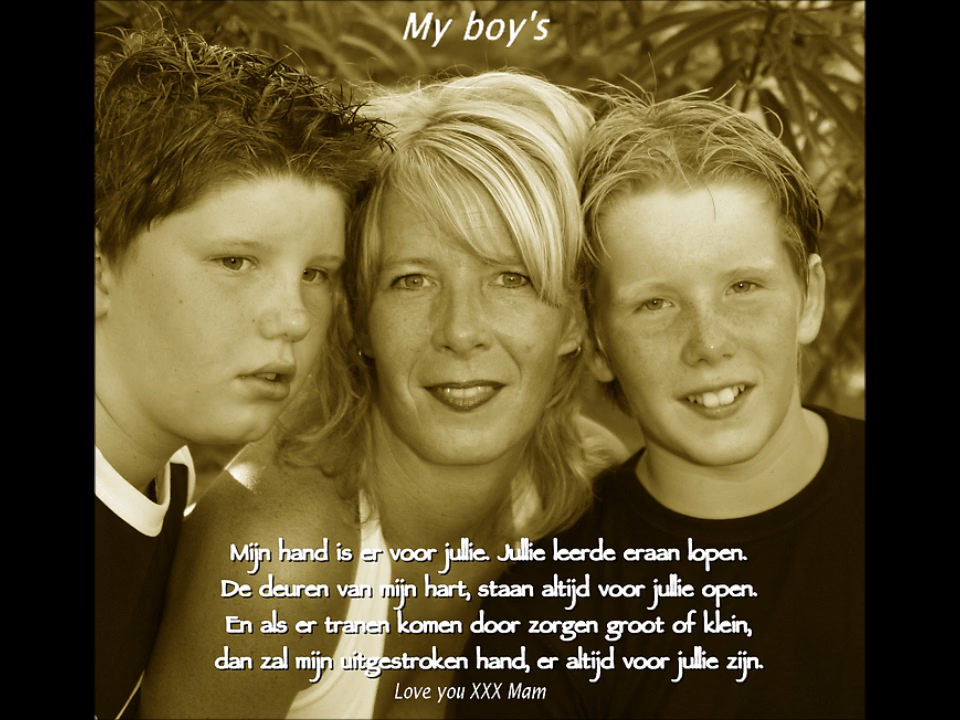 My boy's
Mijn hand is er voor jullie. Jullie leerde eraan lopen.
De deuren van mijn hart, staan altijd voor jullie open.
En als er tranen komen door zorgen groot of klein,
dan zal mijn uitgestroken hand, er altijd voor jullie zijn.
Love you XXX Mam